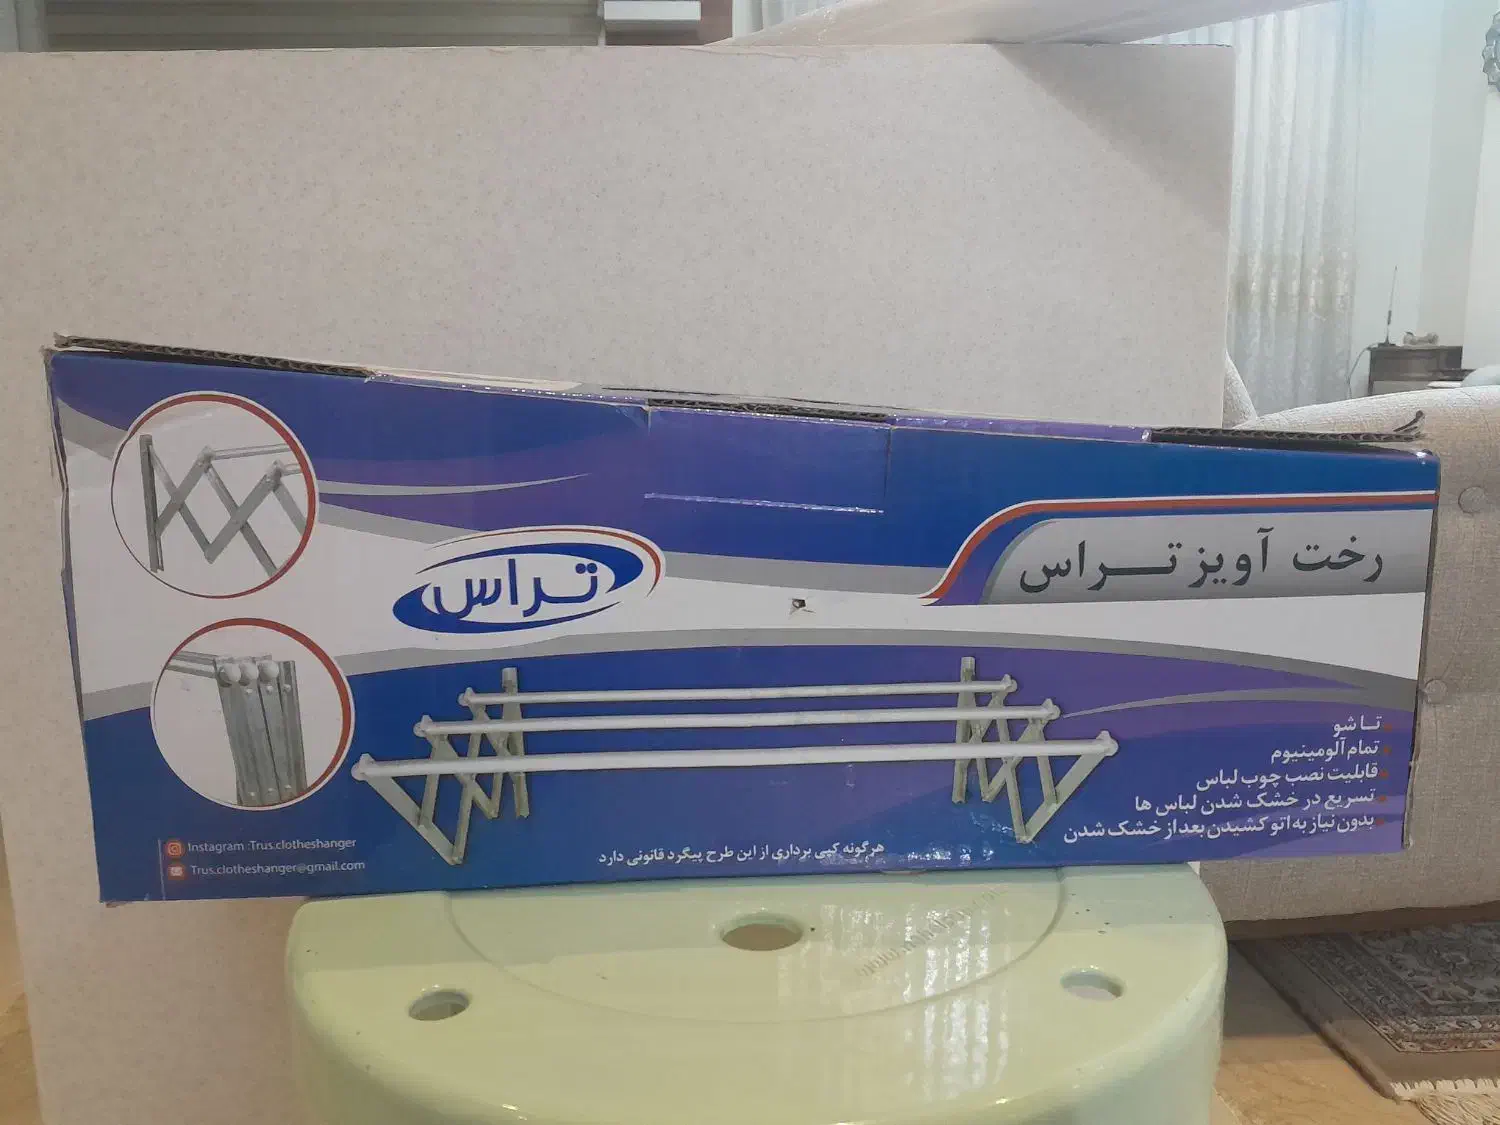 تراس
رخت آویز تراس
تاشو
تمام آلومینیوم
قابلیت نصب چوب لباس
تسریع در خشک شدن لباس ها
بدون نیاز به اتو کشیدن بعد از خشک شدن
هرگونه کپی برداری از این طرح پیگرد قانونی دارد
Instagram :Trus.clotheshanger
Trus.clotheshanger@gmail.com